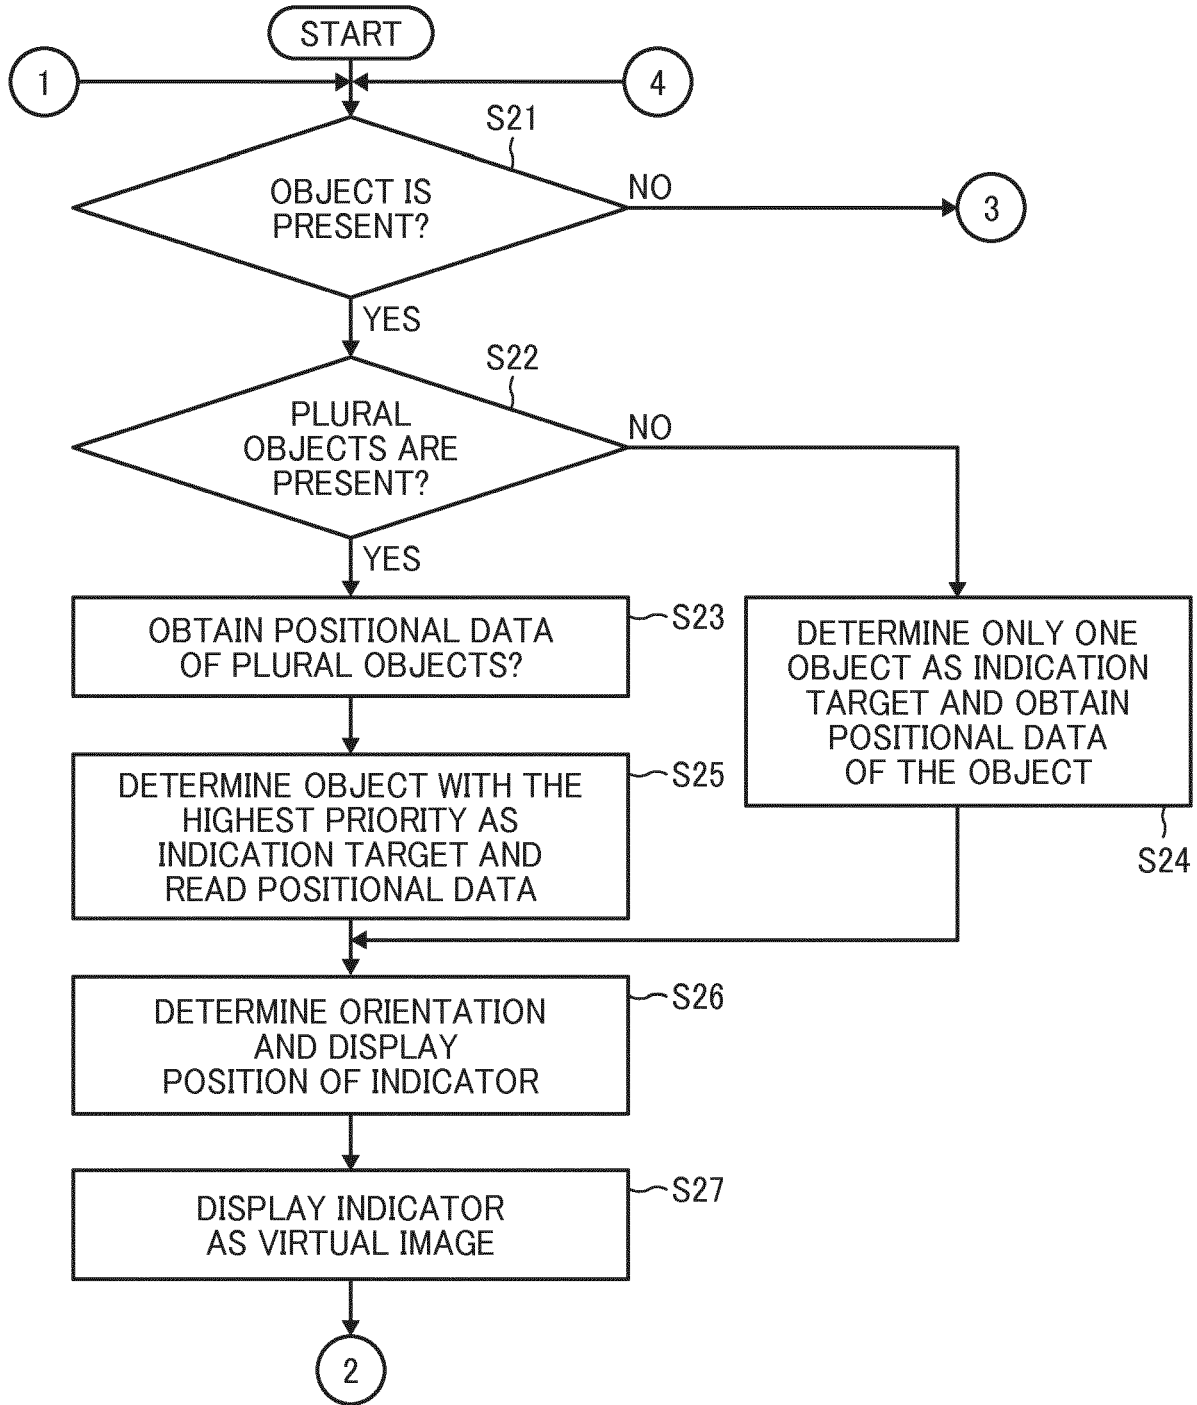 START
1
4
S21
OBJECT IS
PRESENT?
NO
3
YES
S22
PLURAL
OBJECTS ARE
PRESENT?
NO
YES
OBTAIN POSITIONAL DATA
OF PLURAL OBJECTS?
S23
DETERMINE ONLY ONE
OBJECT AS INDICATION
TARGET AND OBTAIN
POSITIONAL DATA
OF THE OBJECT
S24
DETERMINE OBJECT WITH THE
HIGHEST PRIORITY AS
INDICATION TARGET AND
READ POSITIONAL DATA
S25
DETERMINE ORIENTATION
AND DISPLAY
POSITION OF INDICATOR
S26
DISPLAY INDICATOR
AS VIRTUAL IMAGE
S27
2